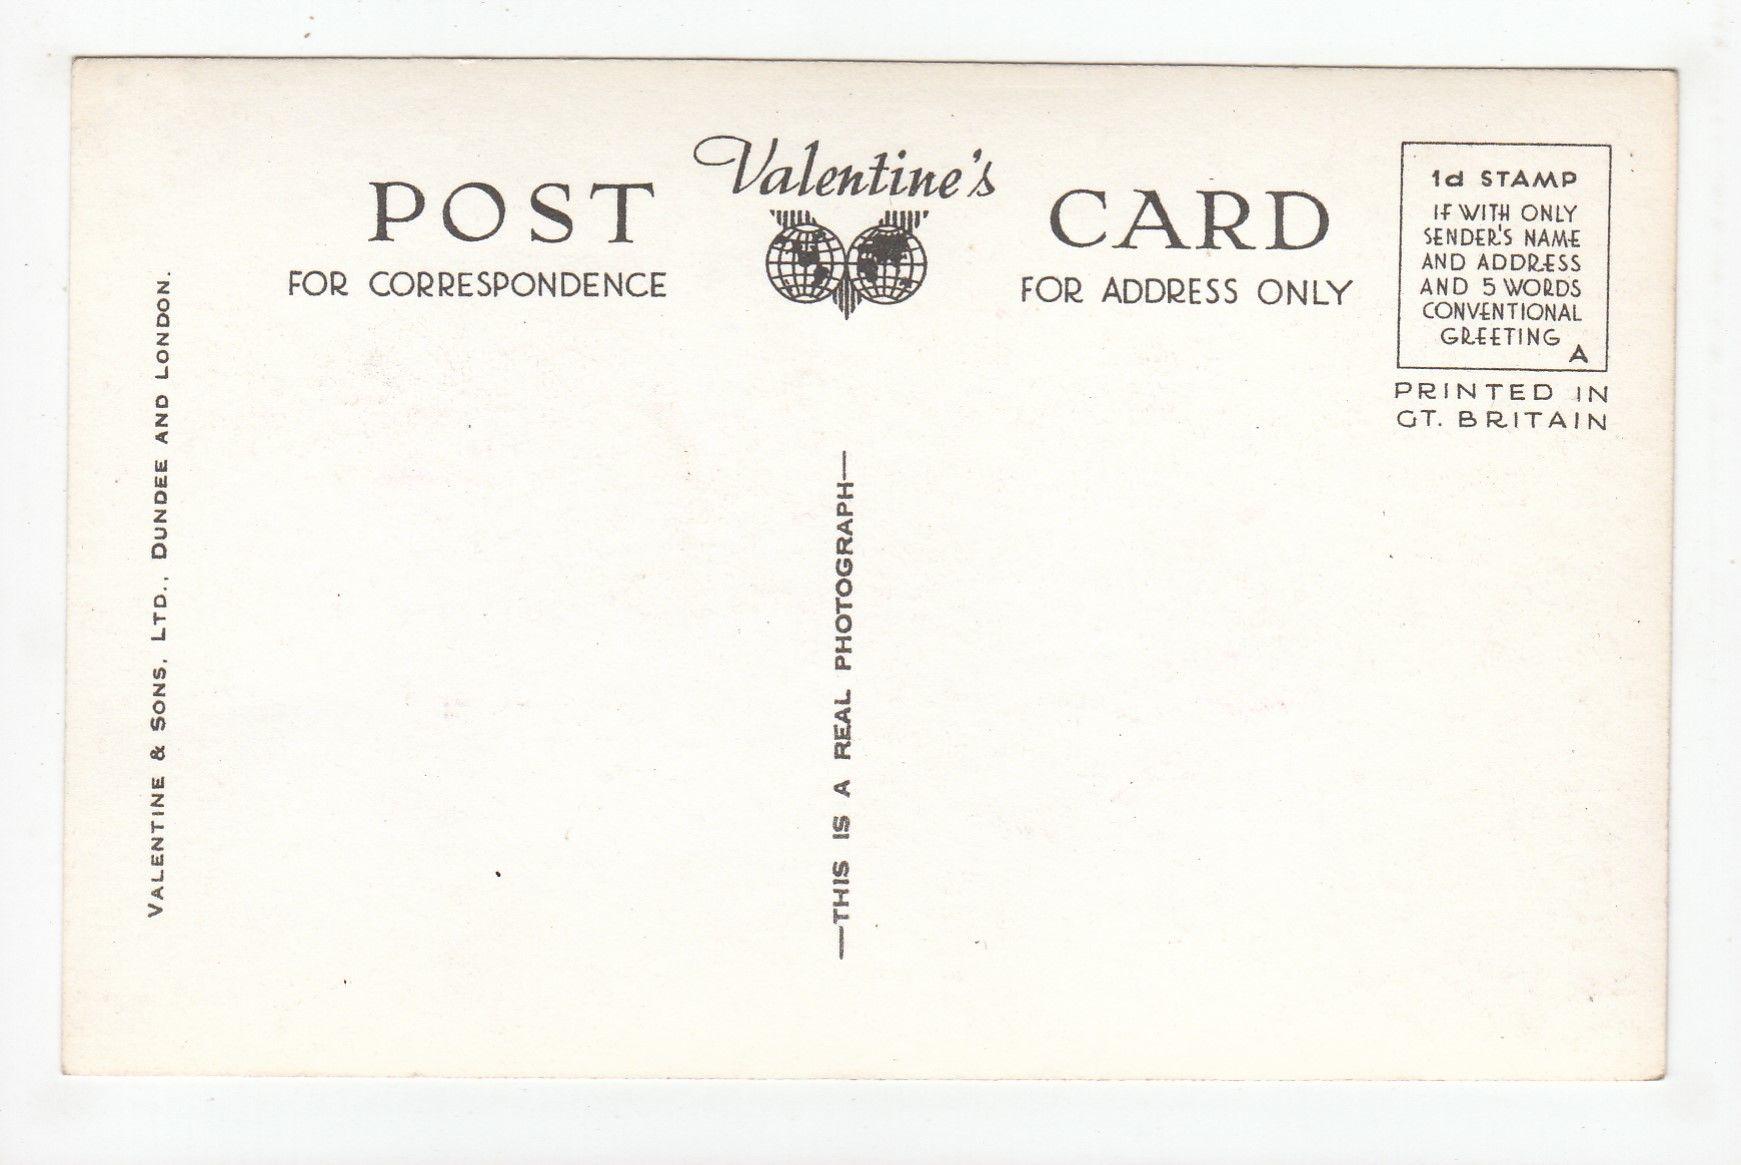 Valentine's
POST CARD
FOR CORRESPONDENCE
FOR ADDRESS ONLY
1d STAMP
IF WITH ONLY
SENDER'S NAME
AND ADDRESS
AND 5 WORDS
CONVENTIONAL
GREETING
A
PRINTED IN
GT. BRITAIN
VALENTINE & SONS, LTD., DUNDEE AND LONDON.
—THIS IS A REAL PHOTOGRAPH—